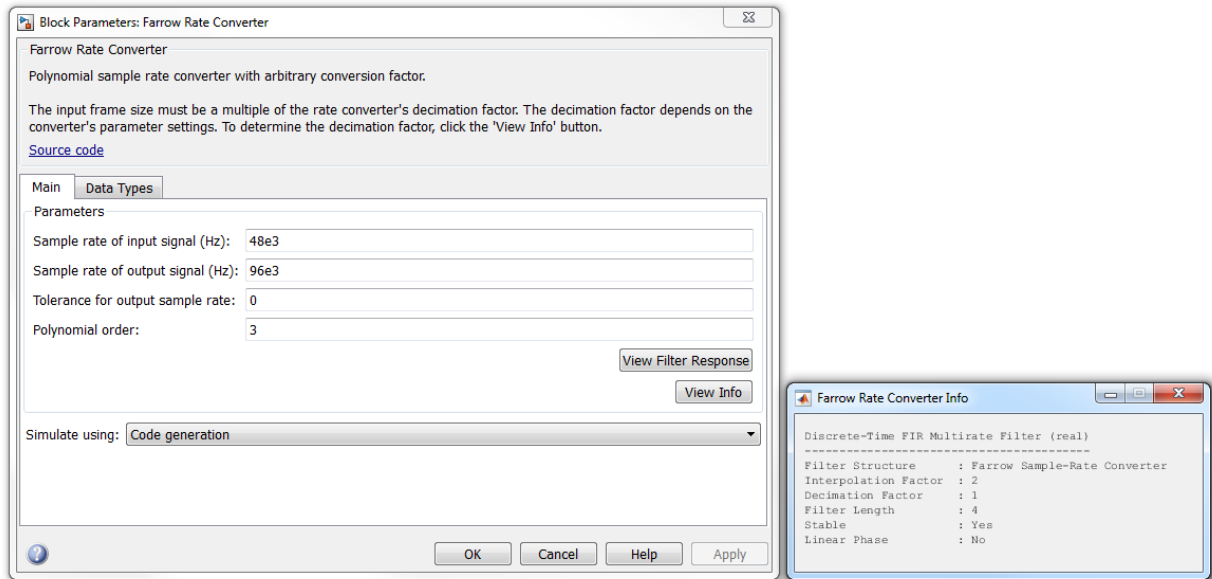 Block Parameters: Farrow Rate Converter
Farrow Rate Converter
Polynomial sample rate converter with arbitrary conversion factor.
The input frame size must be a multiple of the rate converter's decimation factor. The decimation factor depends on the
converter's parameter settings. To determine the decimation factor, click the 'View Info' button.
Source code
Main Data Types
Parameters
Sample rate of input signal (Hz): 48e3
Sample rate of output signal (Hz): 96e3
Tolerance for output sample rate: 0
Polynomial order: 3
View Filter Response
View Info
Simulate using: Code generation
OK Cancel Help Apply
Farrow Rate Converter Info
Discrete-Time FIR Multirate Filter (real)
-----------------------------------------
Filter Structure : Farrow Sample-Rate Converter
Interpolation Factor : 2
Decimation Factor : 1
Filter Length : 4
Stable : Yes
Linear Phase : No